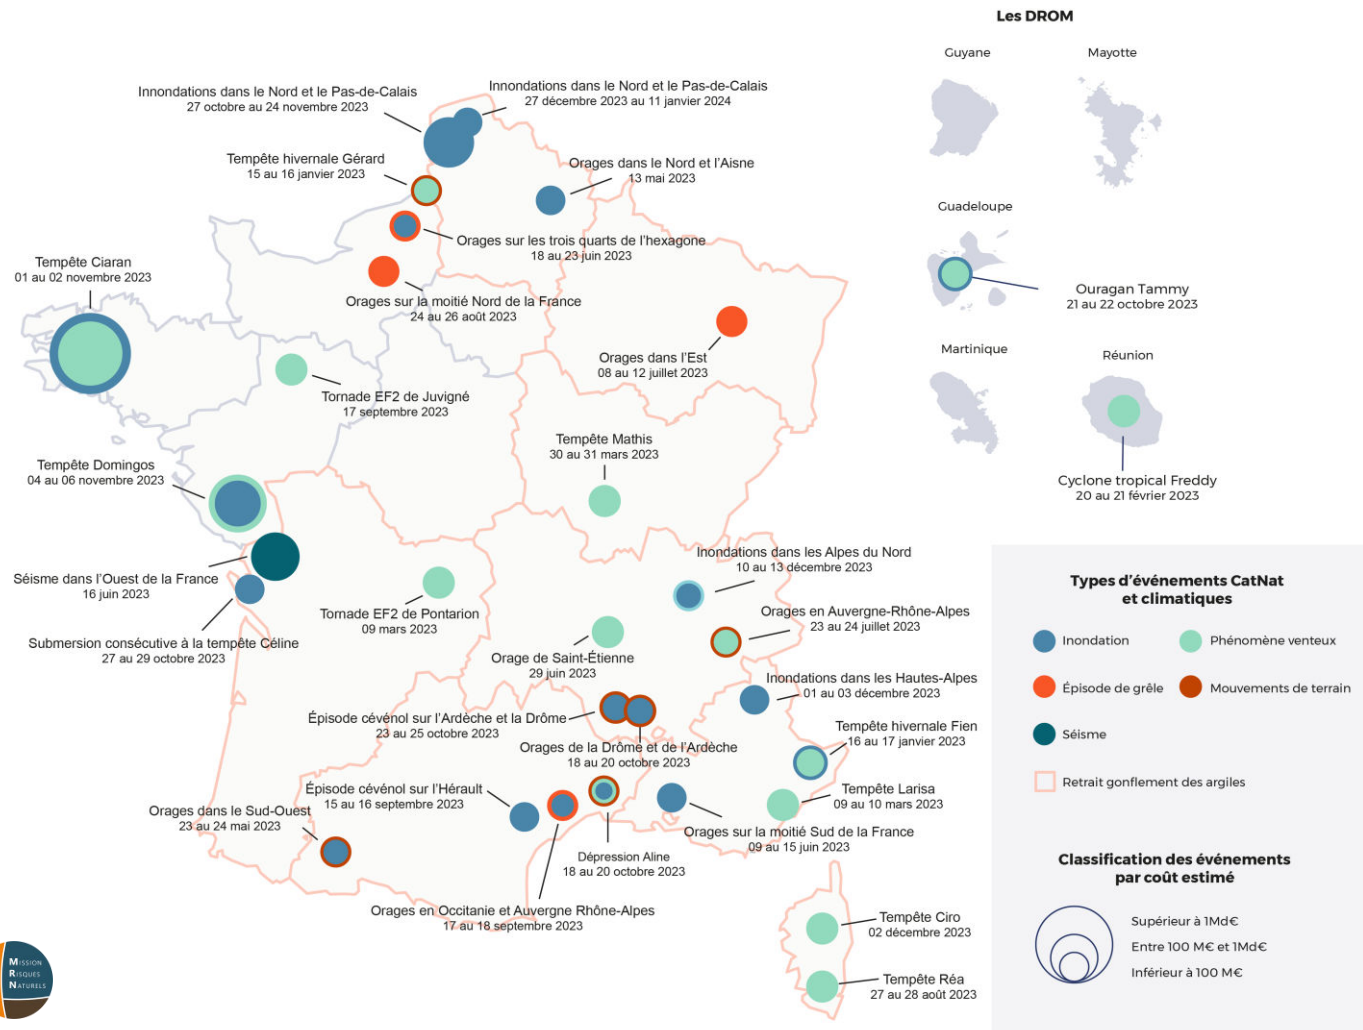 Les DROM
Guyane
Mayotte
Innondations dans le Nord et le Pas-de-Calais
27 octobre au 24 novembre 2023
Innondations dans le Nord et le Pas-de-Calais
27 décembre 2023 au 11 janvier 2024
Tempête hivernale Gérard
15 au 16 janvier 2023
Orages dans le Nord et l'Aisne
13 mai 2023
Guadeloupe
Orages sur les trois quarts de l'hexagone
18 au 23 juin 2023
Tempête Ciaran
01 au 02 novembre 2023
Orages sur la moitié Nord de la France
24 au 26 août 2023
Ouragan Tammy
21 au 22 octobre 2023
Orages dans l'Est
08 au 12 juillet 2023
Martinique
Réunion
Tornade EF2 de Juvigné
17 septembre 2023
Tempête Mathis
30 au 31 mars 2023
Tempête Domingos
04 au 06 novembre 2023
Cyclone tropical Freddy
20 au 21 février 2023
Séisme dans l'Ouest de la France
16 juin 2023
Inondations dans les Alpes du Nord
10 au 13 décembre 2023
Tornade EF2 de Pontarion
09 mars 2023
Orages en Auvergne-Rhône-Alpes
23 au 24 juillet 2023
Submersion consécutive à la tempête Céline
27 au 29 octobre 2023
Orage de Saint-Étienne
29 juin 2023
Inondations dans les Hautes-Alpes
01 au 03 décembre 2023
Épisode cévénol sur l'Ardèche et la Drôme
23 au 25 octobre 2023
Orages de la Drôme et de l'Ardèche
18 au 20 octobre 2023
Tempête hivernale Fien
16 au 17 janvier 2023
Épisode cévénol sur l'Hérault
15 au 16 septembre 2023
Tempête Larisa
09 au 10 mars 2023
Orages dans le Sud-Ouest
23 au 24 mai 2023
Orages sur la moitié Sud de la France
09 au 15 juin 2023
Dépression Aline
18 au 20 octobre 2023
Orages en Occitanie et Auvergne Rhône-Alpes
17 au 18 septembre 2023
Tempête Ciro
02 décembre 2023
Tempête Réa
27 au 28 août 2023
Types d'événements CatNat
et climatiques
Inondation
Phénomène venteux
Épisode de grêle
Mouvements de terrain
Séisme
Retrait gonflement des argiles
Classification des événements
par coût estimé
Supérieur à 1Md€
Entre 100 M€ et 1Md€
Inférieur à 100 M€
MISSION
RISQUES
NATURELS